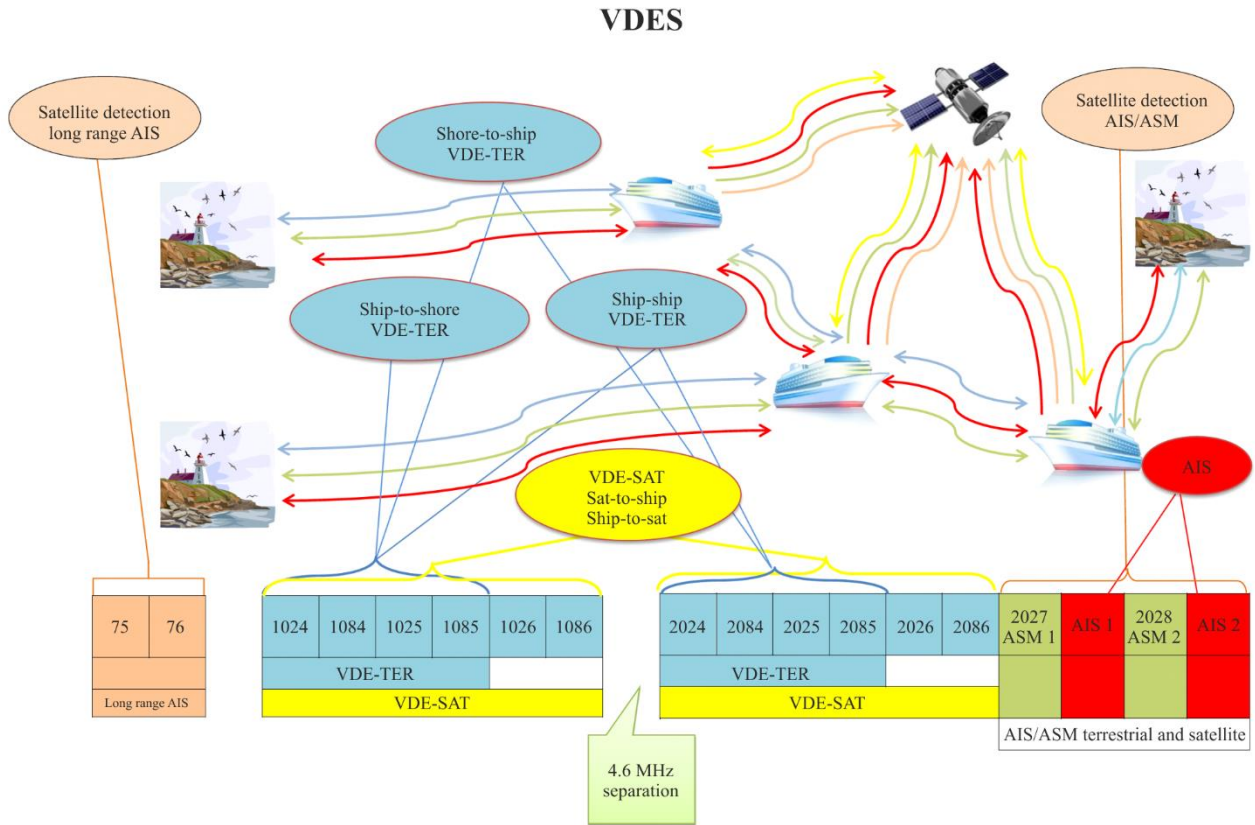 VDES
Satellite detection
long range AIS
Shore-to-ship
VDE-TER
Satellite detection
AIS/ASM
Ship-to-shore
VDE-TER
Ship-ship
VDE-TER
VDE-SAT
Sat-to-ship
Ship-to-sat
AIS
75 76
1024 1084 1025 1085 1026 1086
2024 2084 2025 2085 2026 2086
2027
ASM 1
AIS 1
2028
ASM 2
AIS 2
VDE-TER
VDE-TER
Long range AIS
VDE-SAT
VDE-SAT
AIS/ASM terrestrial and satellite
4.6 MHz
separation